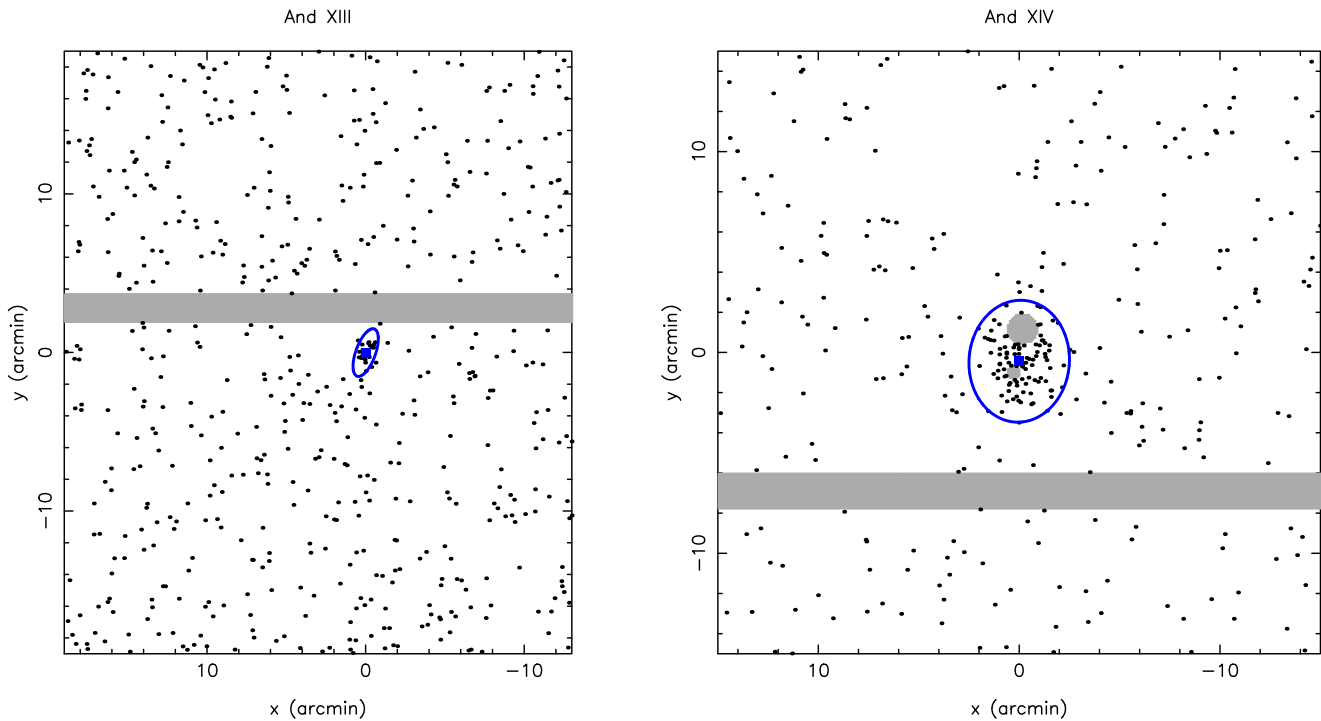 And XIII
And XIV
10
0
−10
y (arcmin)
10
0
−10
x (arcmin)
10
0
−10
y (arcmin)
10
0
−10
x (arcmin)